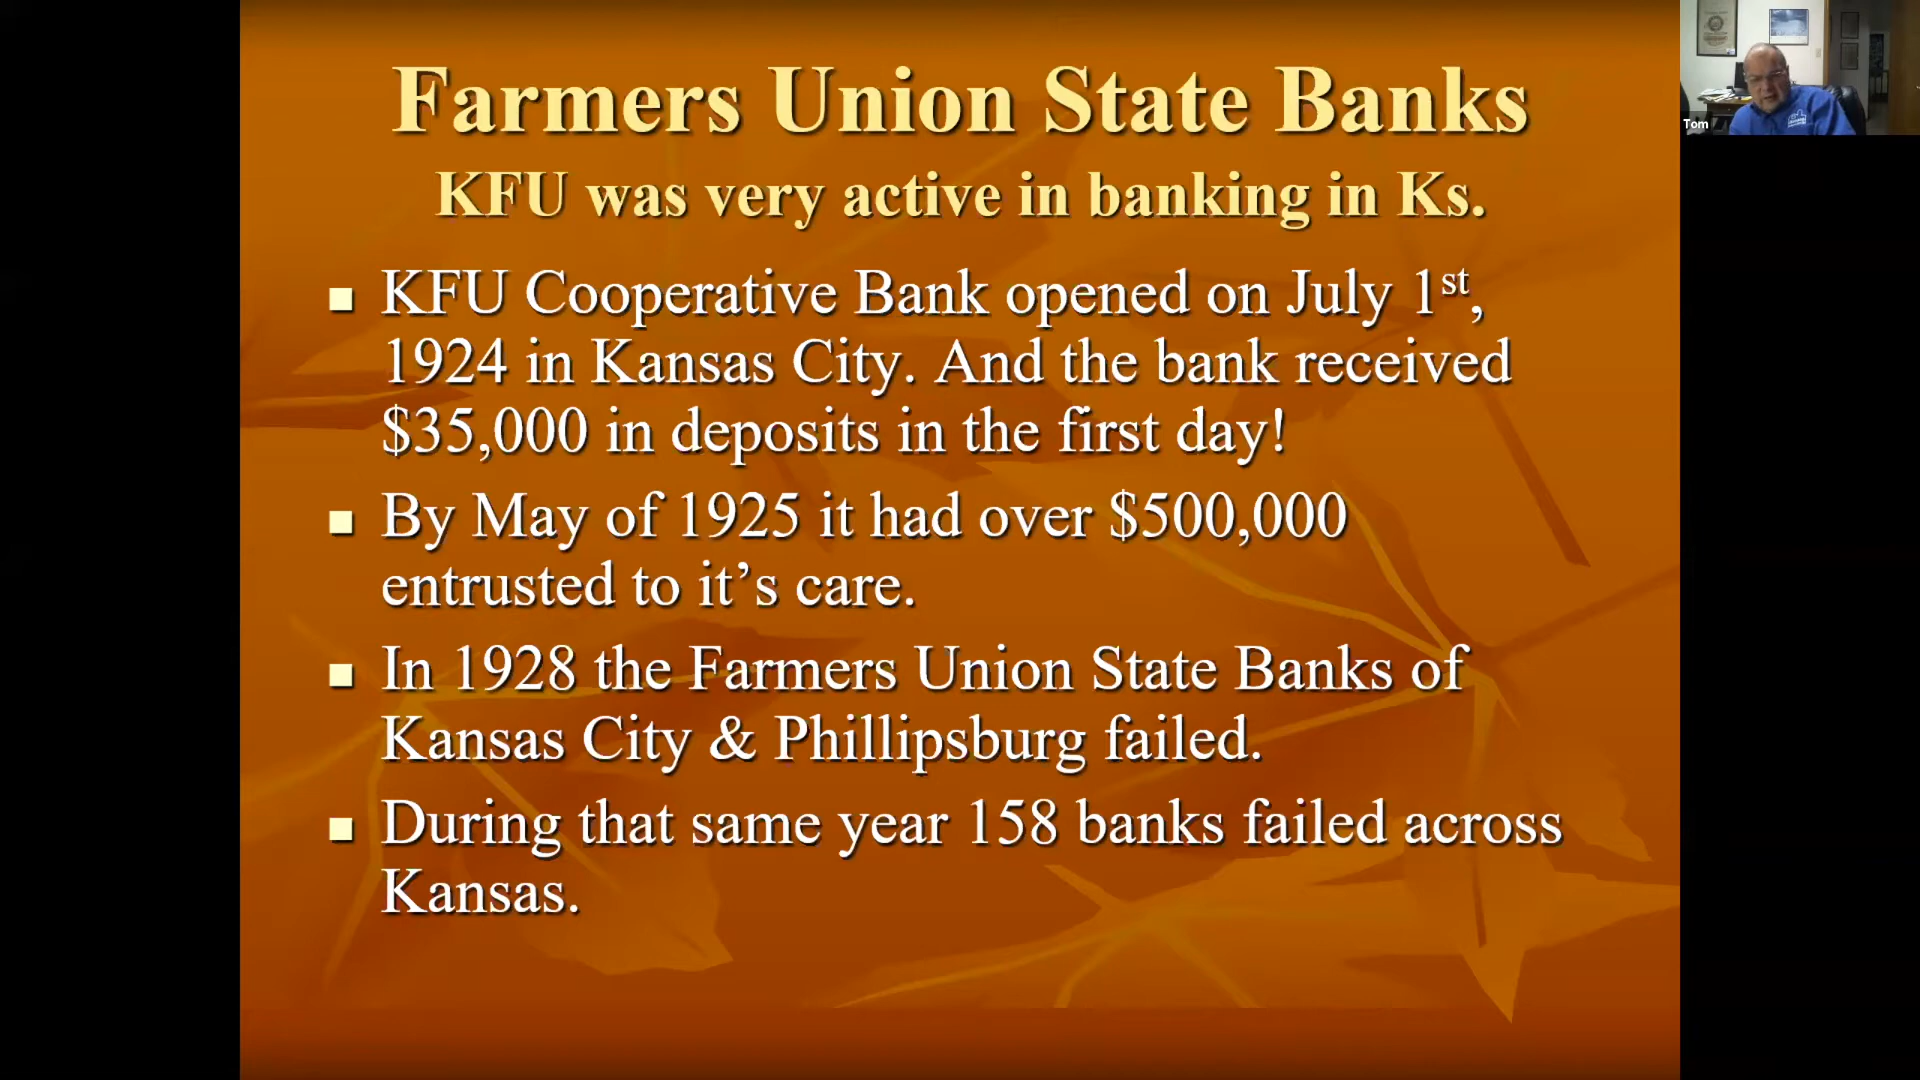 Farmers Union State Banks
KFU was very active in banking in Ks.
KFU Cooperative Bank opened on July 1st,
1924 in Kansas City. And the bank received
$35,000 in deposits in the first day!
By May of 1925 it had over $500,000
entrusted to it’s care.
In 1928 the Farmers Union State Banks of
Kansas City & Phillipsburg failed.
During that same year 158 banks failed across
Kansas.
Tom